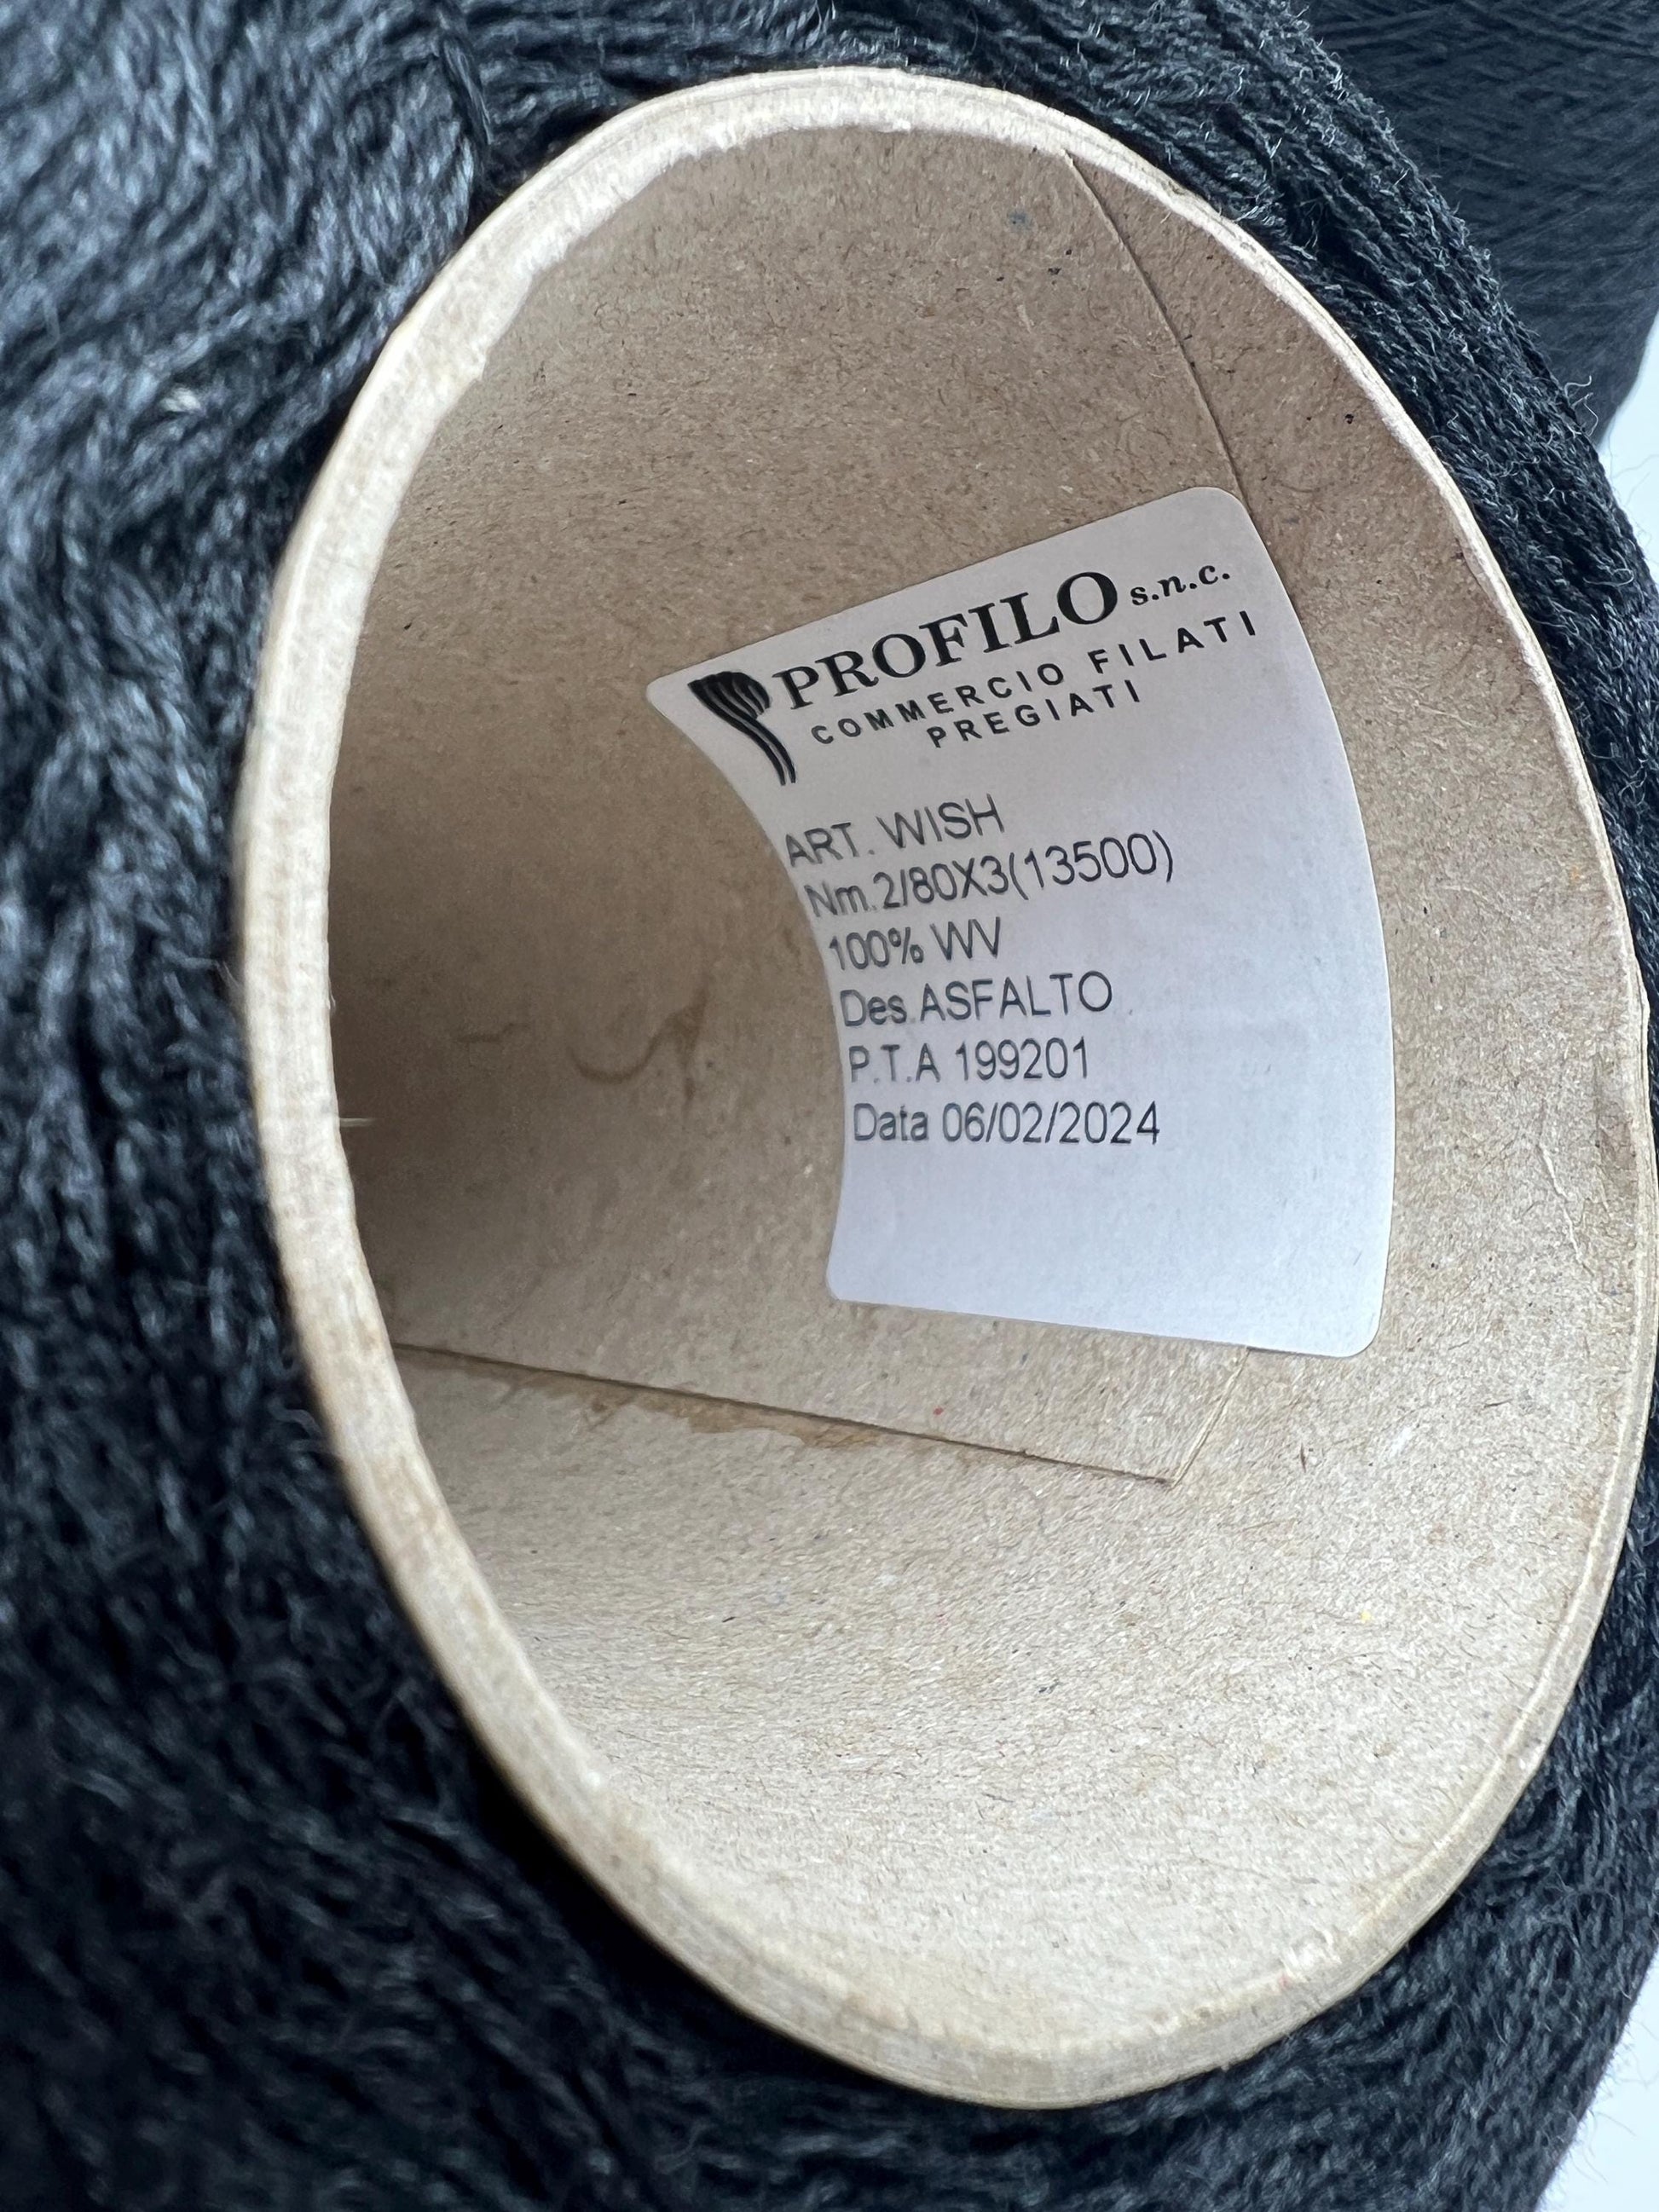 PROFILO s.n.c.
COMMERCIO FILATI
PREGIATI
ART. WISH
Nm.2/80X3(13500)
100% WV
Des.ASFALTO
P.T.A 199201
Data 06/02/2024